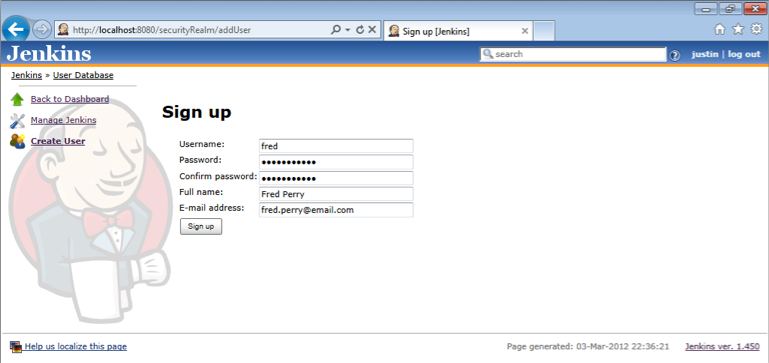 http://localhost:8080/securityRealm/addUser
Sign up [Jenkins]
Jenkins
search
justin | log out
Jenkins » User Database
Back to Dashboard
Manage Jenkins
Create User
Sign up
Username: fred
Password: •••••••••••
Confirm password: •••••••••••
Full name: Fred Perry
E-mail address: fred.perry@email.com
Sign up
Help us localize this page
Page generated: 03-Mar-2012 22:36:21
Jenkins ver. 1.450